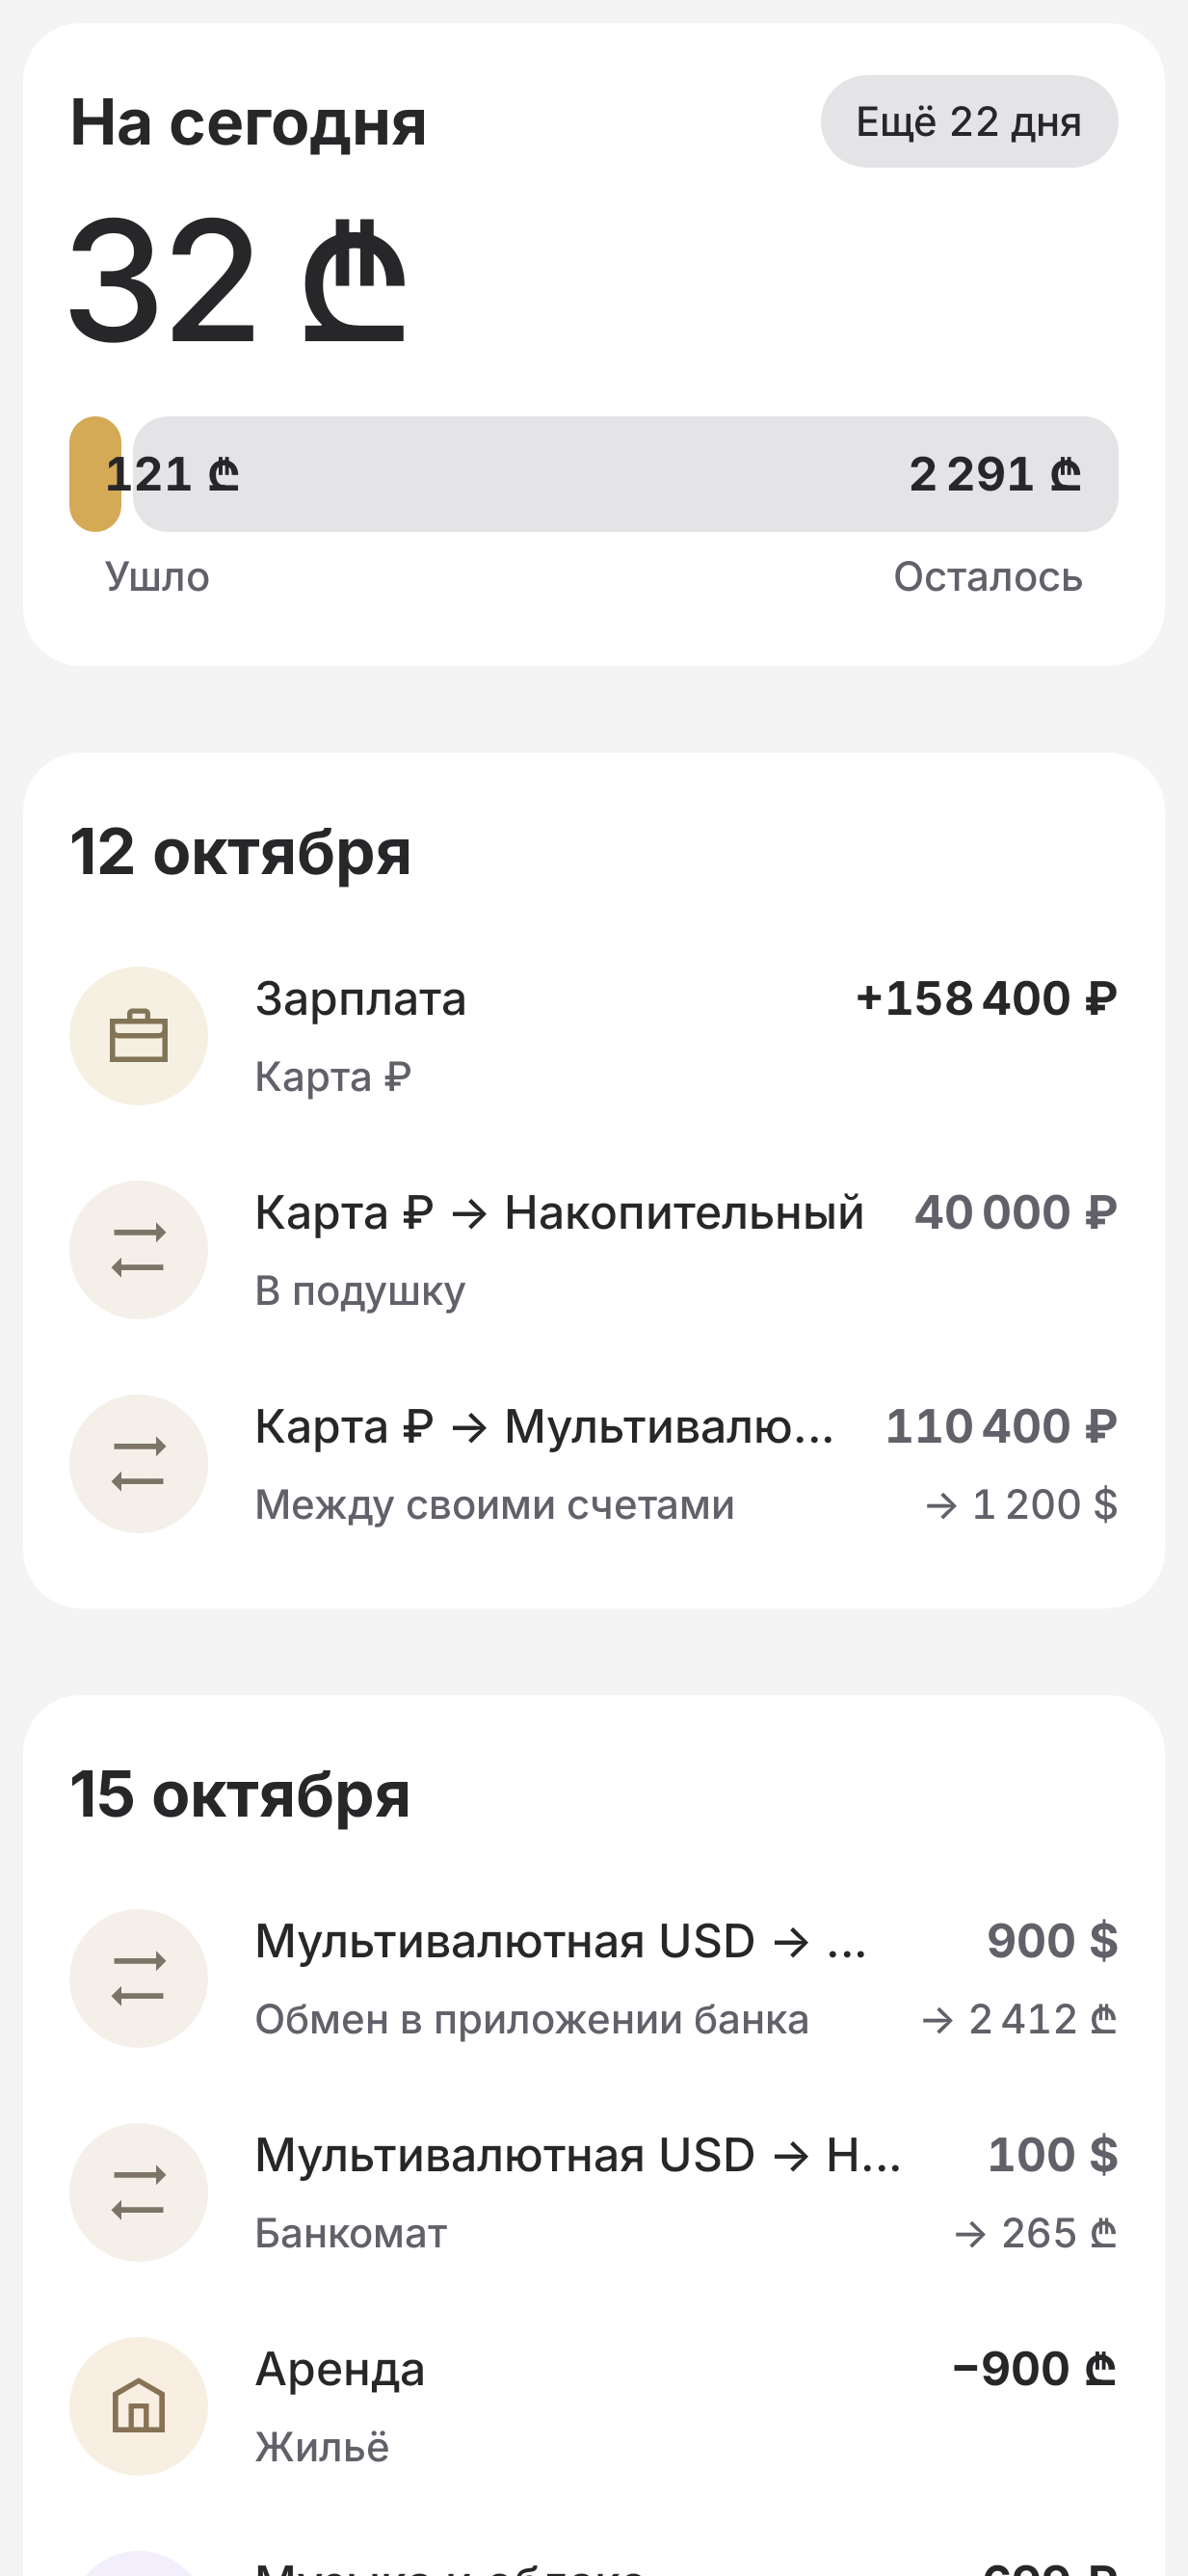 На сегодня
Ещё 22 дня
32 ₾
121 ₾
2 291 ₾
Ушло
Осталось
12 октября
Зарплата
+158 400 ₽
Карта ₽
Карта ₽ → Накопительный
40 000 ₽
В подушку
Карта ₽ → Мультивалю...
110 400 ₽
Между своими счетами
→ 1 200 $
15 октября
Мультивалютная USD → ...
900 $
Обмен в приложении банка
→ 2 412 ₾
Мультивалютная USD → Н...
100 $
Банкомат
→ 265 ₾
Аренда
−900 ₾
Жильё